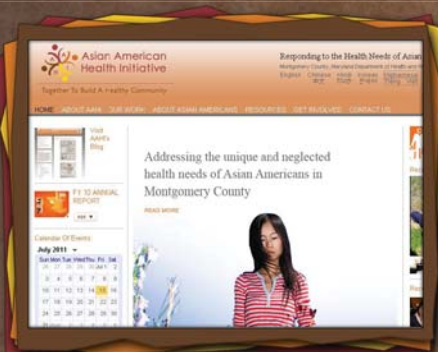 Asian American
Health Initiative
Together To Build A Healthy Community
Responding to the Health Needs of Asian
Montgomery County, Maryland Department of Health and
English Chinese Hindi Korean Vietnamese
HOME ABOUT AAHI OUR WORK ABOUT ASIAN AMERICANS RESOURCES GET INVOLVED CONTACT US
Visit
AAHI's
Blog
FY 10 ANNUAL
REPORT
Calendar Of Events
July 2011
Sun Mon Tue Wed Thu Fri Sat
26 27 28 29 30 Jul 1 2
3 4 5 6 7 8 9
10 11 12 13 14 15 16
17 18 19 20 21 22 23
24 25 26 27 28 29 30
Addressing the unique and neglected
health needs of Asian Americans in
Montgomery County
READ MORE